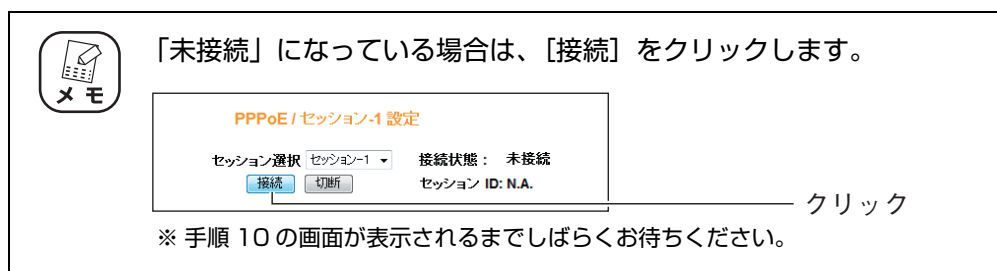 「未接続」になっている場合は、[接続] をクリックします。
メモ
PPPoE / セッション-1 設定
セッション選択 セッション-1 接続状態： 未接続
接続 切断 セッション ID: N.A.
クリック
※ 手順 10 の画面が表示されるまでしばらくお待ちください。